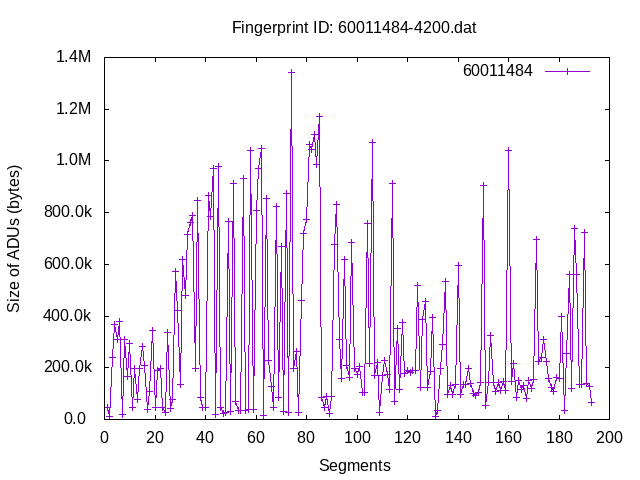 Fingerprint ID: 60011484-4200.dat
60011484
Size of ADUs (bytes)
1.4M
1.2M
1.0M
800.0k
600.0k
400.0k
200.0k
0.0
0 20 40 60 80 100 120 140 160 180 200
Segments